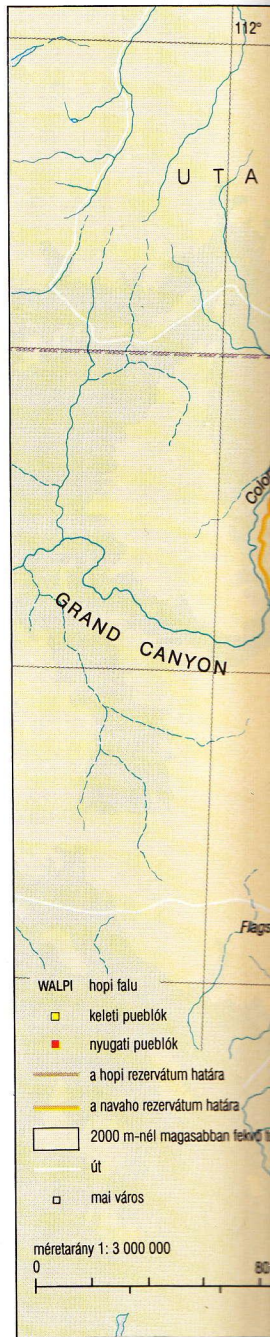 112°
U T A
Colo
GRAND CANYON
Flags
WALPI hopi falu
keleti pueblók
nyugati pueblók
a hopi rezervátum határa
a navaho rezervátum határa
2000 m-nél magasabban fekvő t
út
mai város
méretarány 1: 3 000 000
0 80